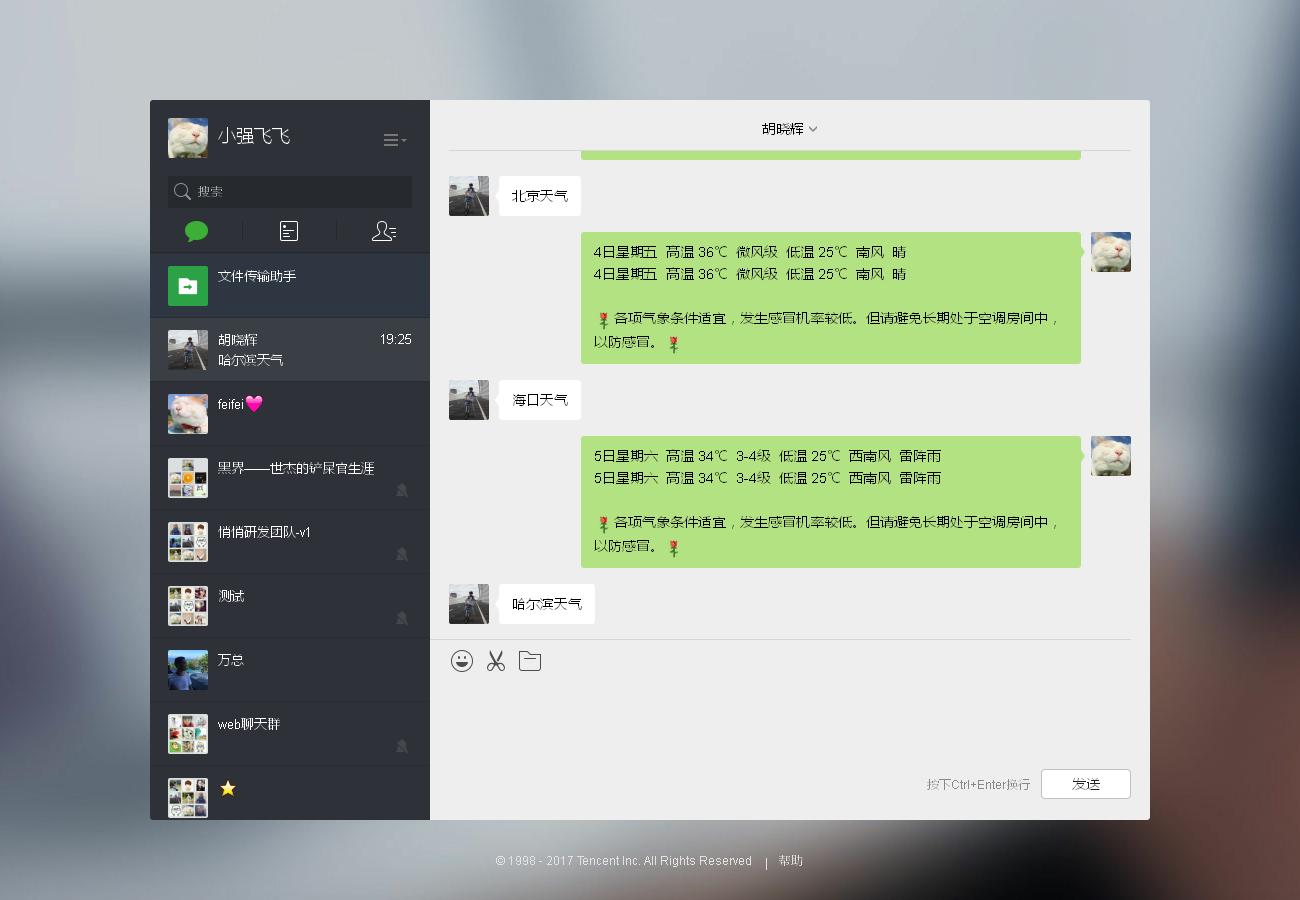 小强飞飞
搜索
文件传输助手
胡晓辉 19:25
哈尔滨天气
feifei
黑界——世杰的铲屎官生涯
悄悄研发团队-v1
测试
万总
web聊天群
胡晓辉
北京天气
4日星期五 高温 36℃ 微风级 低温 25℃ 南风 晴
4日星期五 高温 36℃ 微风级 低温 25℃ 南风 晴
各项气象条件适宜，发生感冒机率较低。但请避免长期处于空调房间中，
以防感冒。
海口天气
5日星期六 高温 34℃ 3-4级 低温 25℃ 西南风 雷阵雨
5日星期六 高温 34℃ 3-4级 低温 25℃ 西南风 雷阵雨
各项气象条件适宜，发生感冒机率较低。但请避免长期处于空调房间中，
以防感冒。
哈尔滨天气
按下Ctrl+Enter换行
发送
© 1998 - 2017 Tencent Inc. All Rights Reserved | 帮助